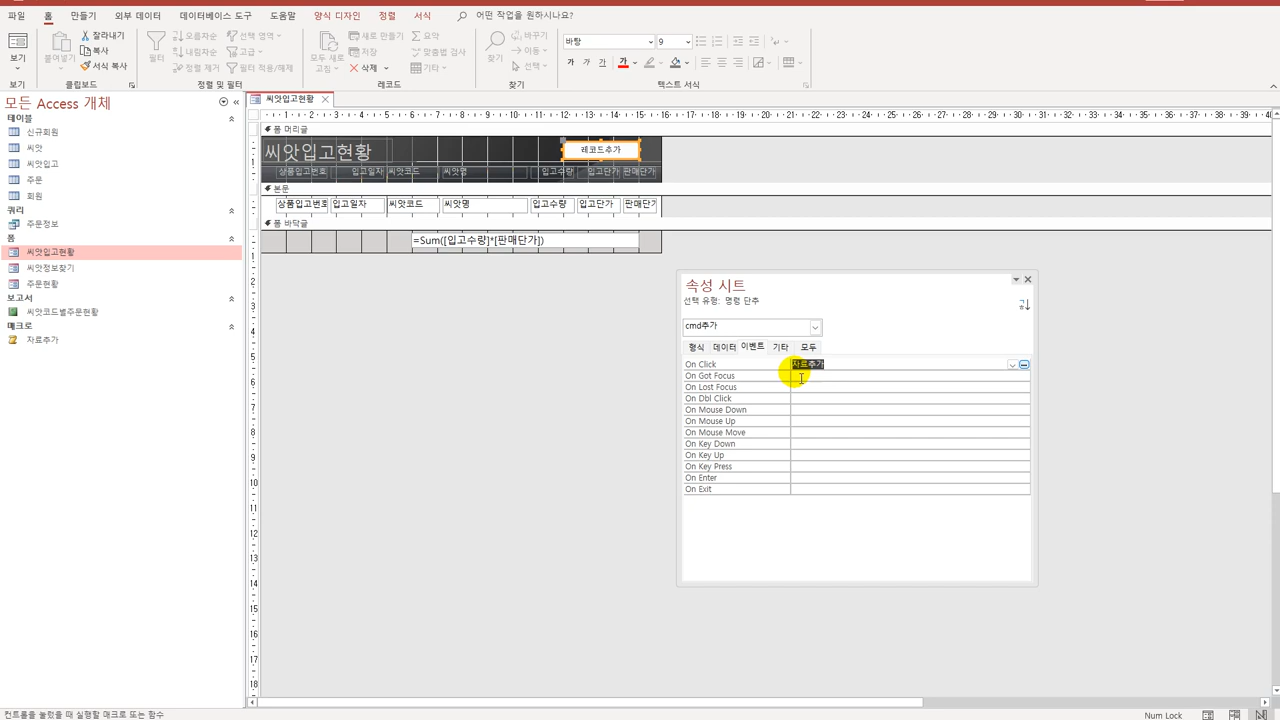 파일 홈 만들기 외부 데이터 데이터베이스 도구 도움말 양식 디자인 정렬 서식 어떤 작업을 원하시나요?
보기 붙여넣기 잘라내기 복사 서식 복사
필터 오름차순 내림차순 정렬 제거 선택 영역 고급 필터 적용/해제
모두 새로 고침 새로 만들기 저장 삭제 요약 맞춤법 검사 기타
찾기 바꾸기 이동 선택
바탕 9
가 가 가 가
보기 클립보드 정렬 및 필터 레코드 찾기 텍스트 서식
모든 Access 개체
테이블
신규회원
씨앗
씨앗입고
주문
회원
쿼리
주문정보
폼
씨앗입고현황
씨앗정보찾기
주문현황
보고서
씨앗코드별주문현황
매크로
자료추가
씨앗입고현황
폼 머리글
씨앗입고현황 레코드추가
상품입고번호 입고일자 씨앗코드 씨앗명 입고수량 입고단가 판매단가
본문
상품입고번호 입고일자 씨앗코드 씨앗명 입고수량 입고단가 판매단가
폼 바닥글
=Sum([입고수량]*[판매단가])
속성 시트
선택 유형: 명령 단추
cmd추가
형식 데이터 이벤트 기타 모두
On Click 자료추가
On Got Focus
On Lost Focus
On Dbl Click
On Mouse Down
On Mouse Up
On Mouse Move
On Key Down
On Key Up
On Key Press
On Enter
On Exit
컨트롤을 눌렀을 때 실행할 매크로 또는 함수
Num Lock